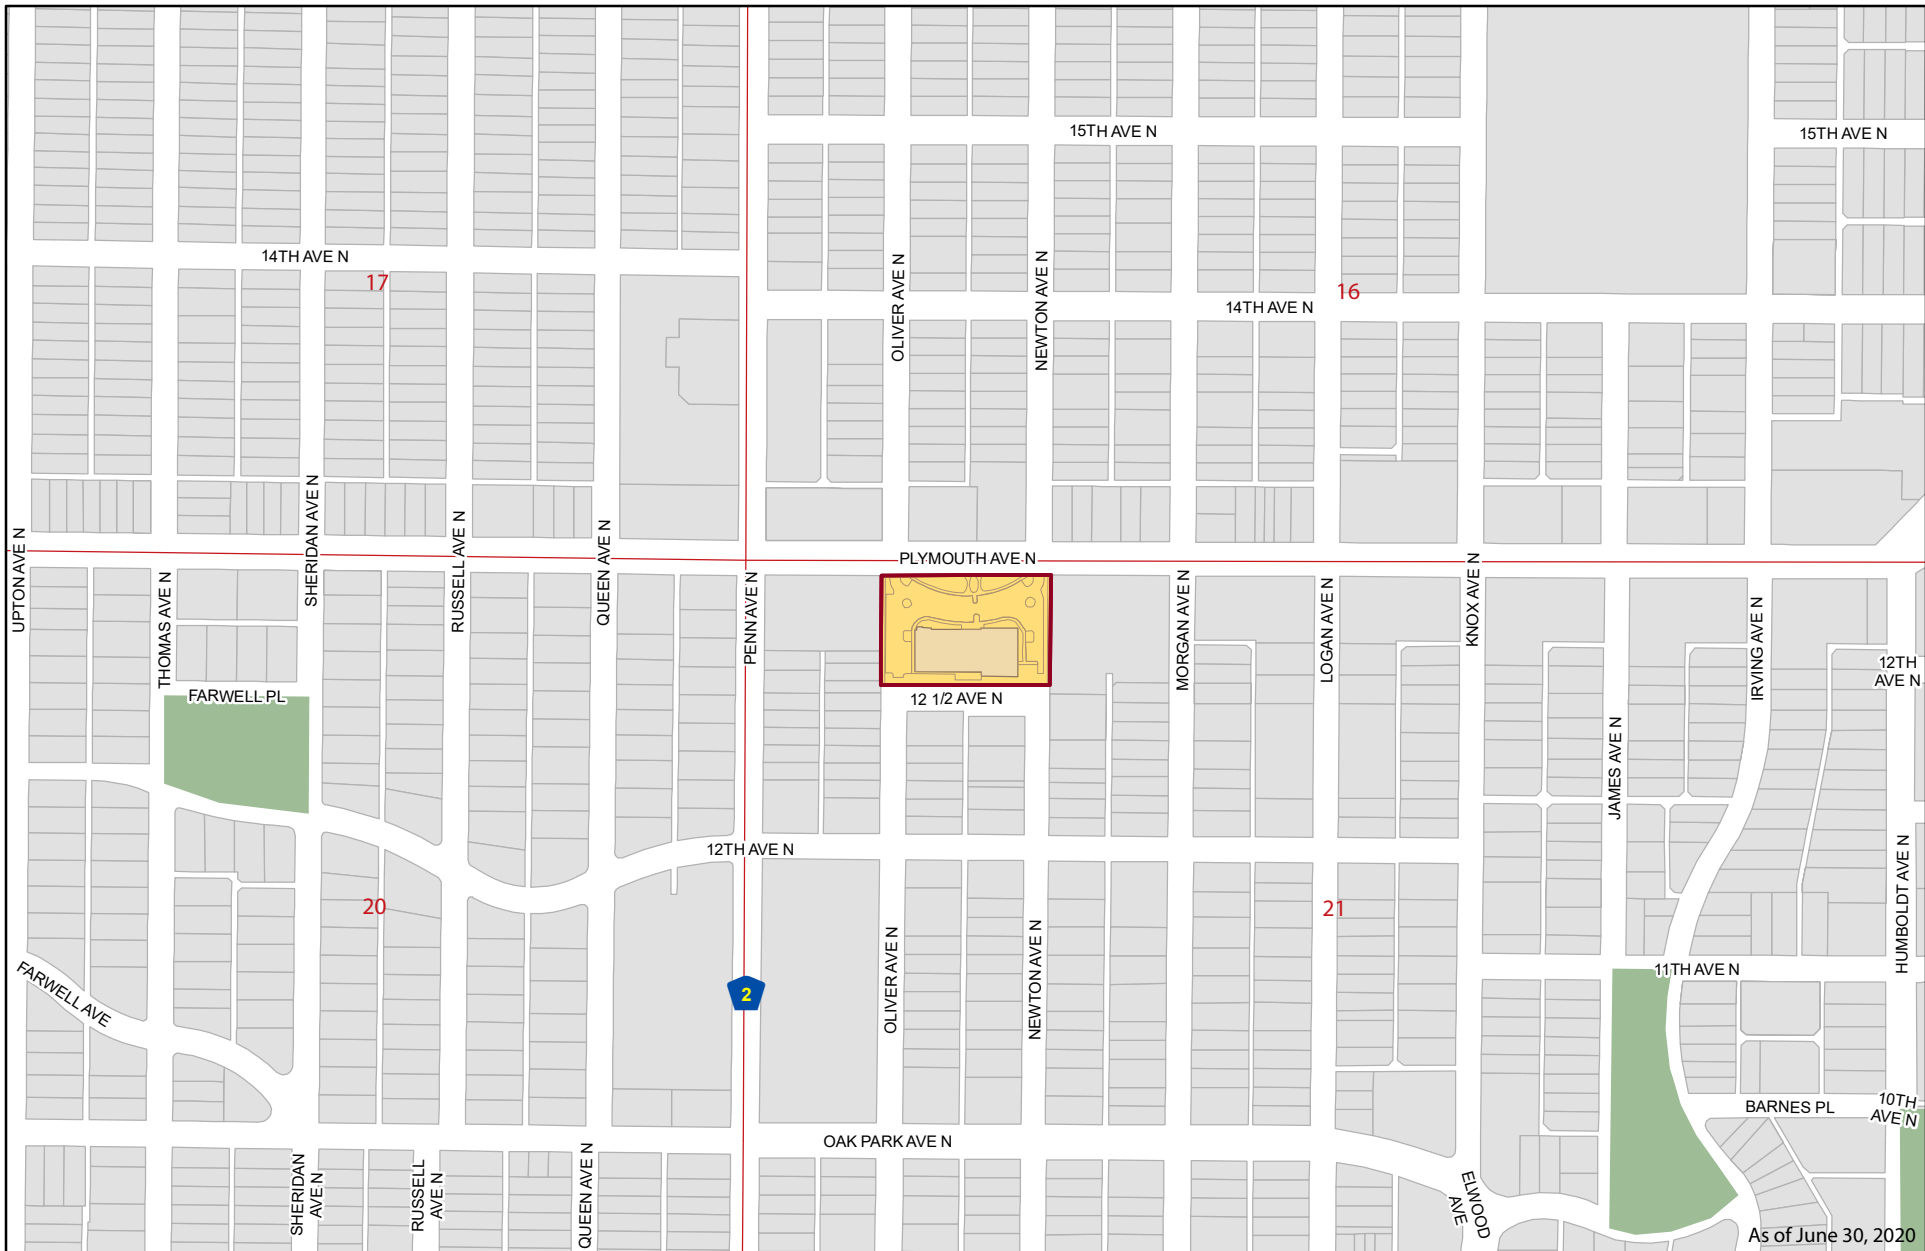 15TH AVE N
15TH AVE N
14TH AVE N
17
OLIVER AVE N
NEWTON AVE N
16
14TH AVE N
UPTON AVE N
THOMAS AVE N
SHERIDAN AVE N
RUSSELL AVE N
QUEEN AVE N
PENN AVE N
PLYMOUTH AVE N
MORGAN AVE N
LOGAN AVE N
KNOX AVE N
JAMES AVE N
IRVING AVE N
12TH
AVE N
FARWELL PL
12 1/2 AVE N
12TH AVE N
20
21
HUMBOLDT AVE N
FARWELL AVE
2
OLIVER AVE N
NEWTON AVE N
11TH AVE N
BARNES PL
10TH
AVE N
OAK PARK AVE N
SHERIDAN
AVE N
RUSSELL
AVE N
QUEEN AVE N
ELWOOD
AVE
As of June 30, 2020